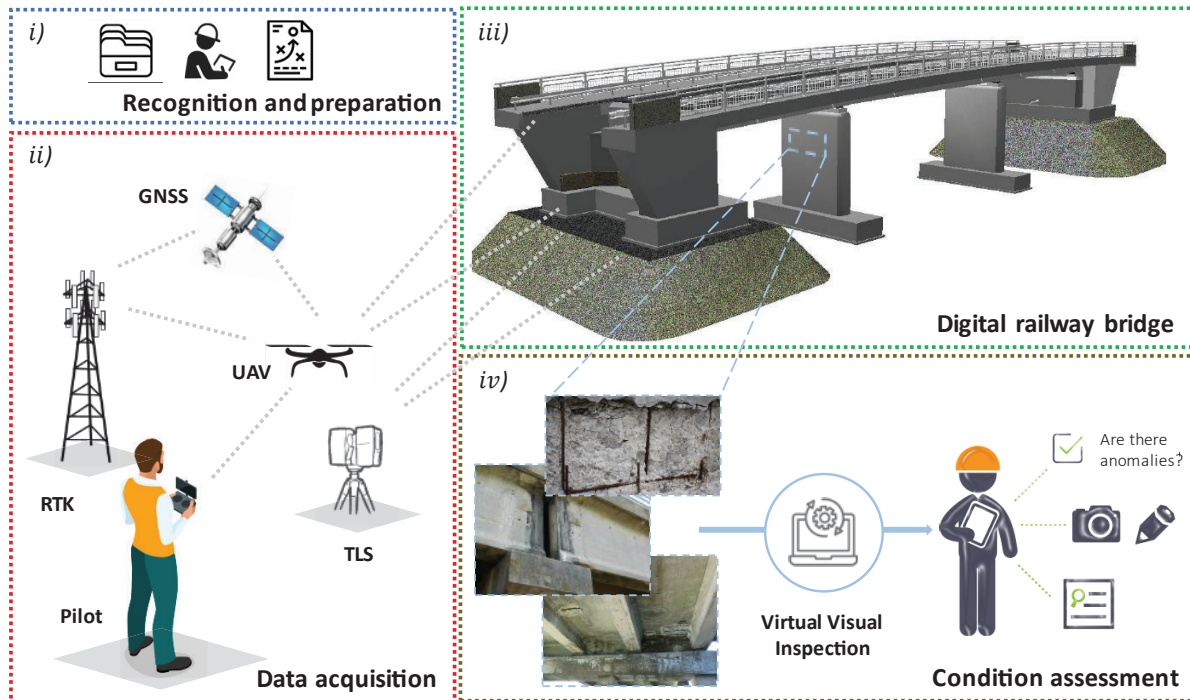 i)
Recognition and preparation
ii)
GNSS
UAV
RTK
TLS
Pilot
Data acquisition
iii)
Digital railway bridge
iv)
Are there
anomalies?
Virtual Visual
Inspection
Condition assessment